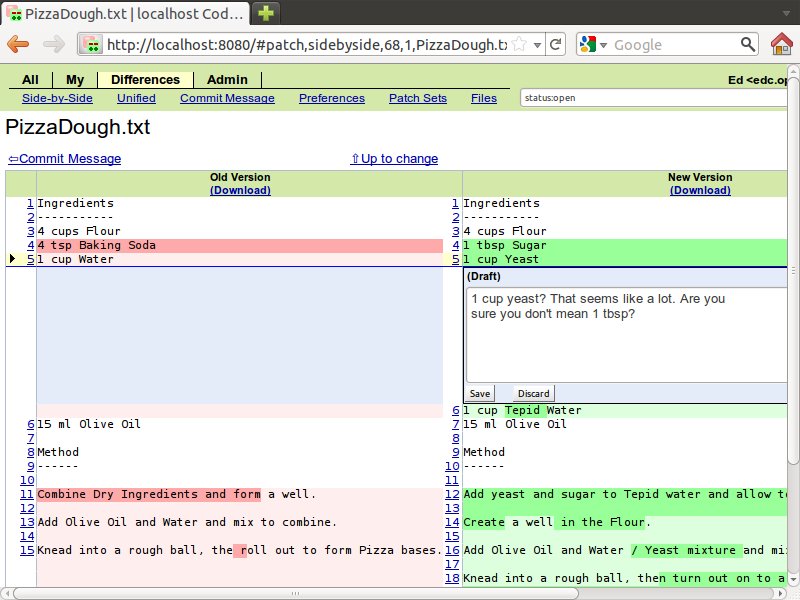 PizzaDough.txt | localhost Cod...
http://localhost:8080/#patch,sidebyside,68,1,PizzaDough.tx
Google
All My Differences Admin
Ed <edc.op
Side-by-Side Unified Commit Message Preferences Patch Sets Files
status:open
PizzaDough.txt
⇦Commit Message ⇧Up to change
Old Version New Version
(Download) (Download)
1 Ingredients 1 Ingredients
2 ----------- 2 -----------
3 4 cups Flour 3 4 cups Flour
4 4 tsp Baking Soda 4 1 tbsp Sugar
5 1 cup Water 5 1 cup Yeast
(Draft)
1 cup yeast? That seems like a lot. Are you
sure you don't mean 1 tbsp?
Save Discard
6 1 cup Tepid Water
6 15 ml Olive Oil 7 15 ml Olive Oil
7 8
8 Method 9 Method
9 ------ 10 ------
10 11
11 Combine Dry Ingredients and form a well. 12 Add yeast and sugar to Tepid water and allow t
12 13
13 Add Olive Oil and Water and mix to combine. 14 Create a well in the Flour.
14 15
15 Knead into a rough ball, the roll out to form Pizza bases. 16 Add Olive Oil and Water / Yeast mixture and mi
17
18 Knead into a rough ball, then turn out on to a